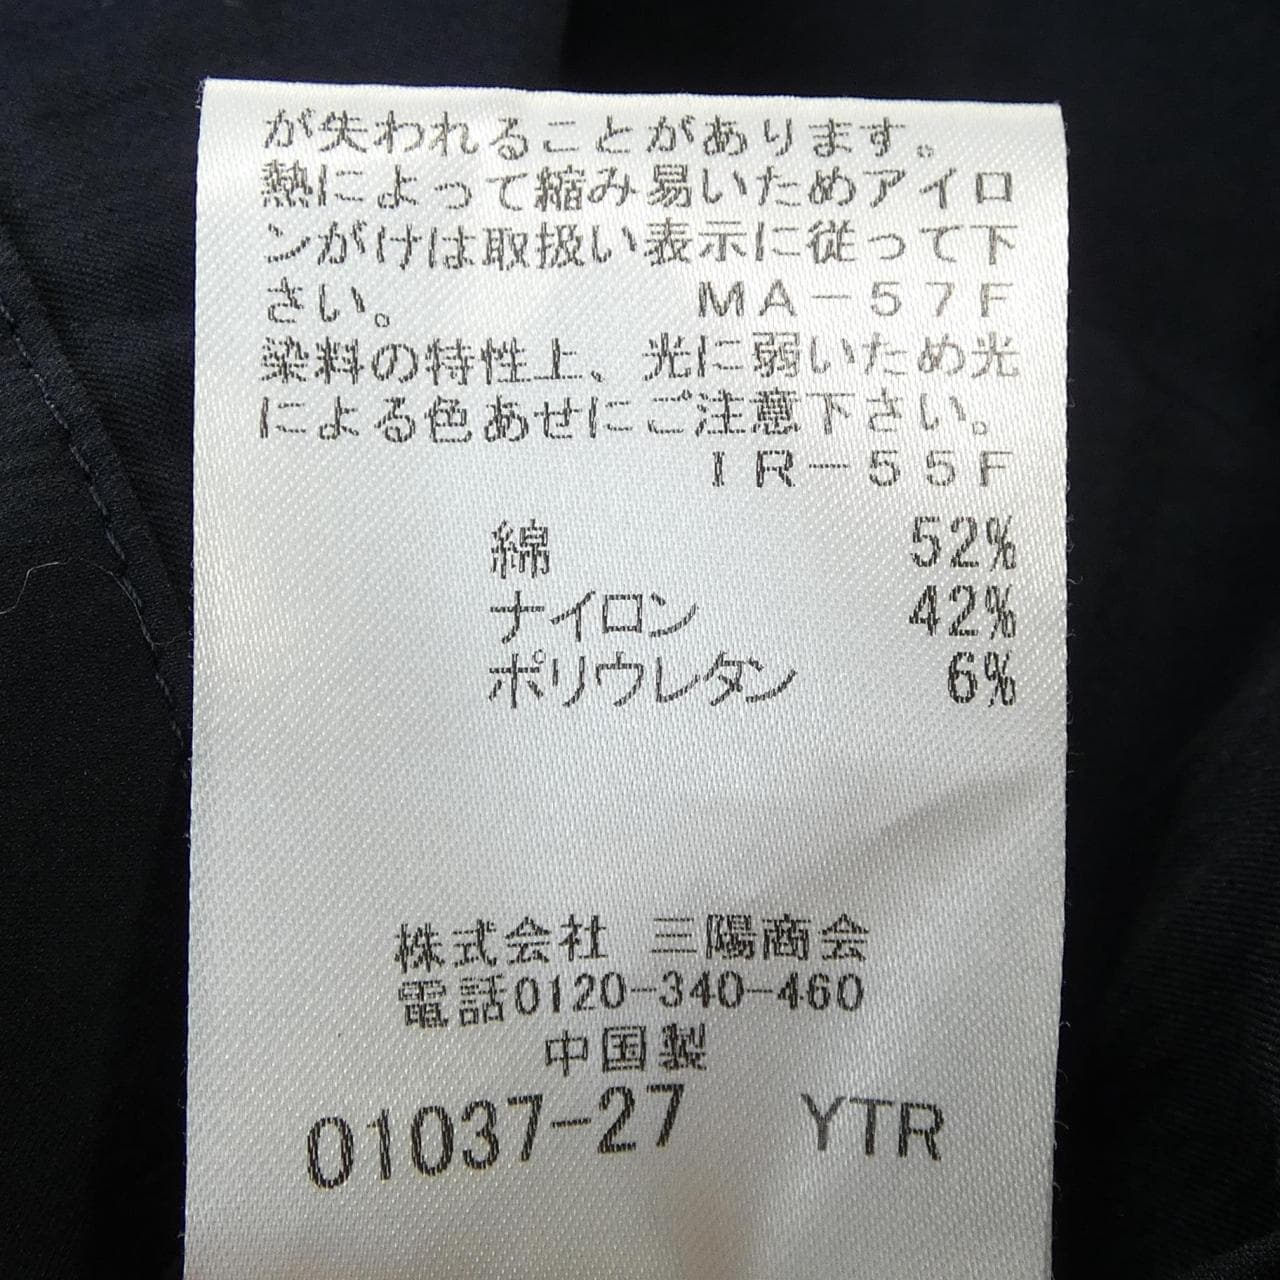 が失われることがあります。
熱によって縮み易いためアイロ
ンがけは取扱い表示に従って下
さい。 MA－57F
染料の特性上、光に弱いため光
による色あせにご注意下さい。
IR－55F
綿 52%
ナイロン 42%
ポリウレタン 6%
株式会社 三陽商会
電話0120-340-460
中国製
01037-27 YTR